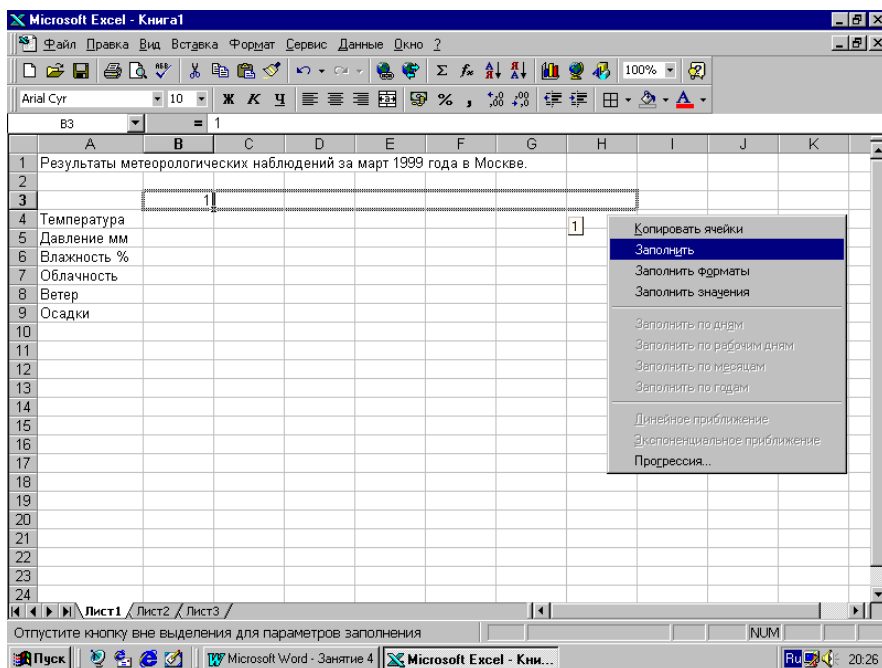 Microsoft Excel - Книга1
Файл Правка Вид Вставка Формат Сервис Данные Окно ?
100%
Arial Cyr 10 Ж К Ч % ,
B3 = 1
A B C D E F G H I J K
1 Результаты метеорологических наблюдений за март 1999 года в Москве.
2
3 1
4 Температура
5 Давление мм
6 Влажность %
7 Облачность
8 Ветер
9 Осадки
10
11
12
13
14
15
16
17
18
19
20
21
22
23
24
1
Копировать ячейки
Заполнить
Заполнить форматы
Заполнить значения
Заполнить по дням
Заполнить по рабочим дням
Заполнить по месяцам
Заполнить по годам
Линейное приближение
Экспоненциальное приближение
Прогрессия...
Лист1 Лист2 Лист3
Отпустите кнопку вне выделения для параметров заполнения
NUM
Пуск Microsoft Word - Занятие 4 Microsoft Excel - Кни... Ru 20:26